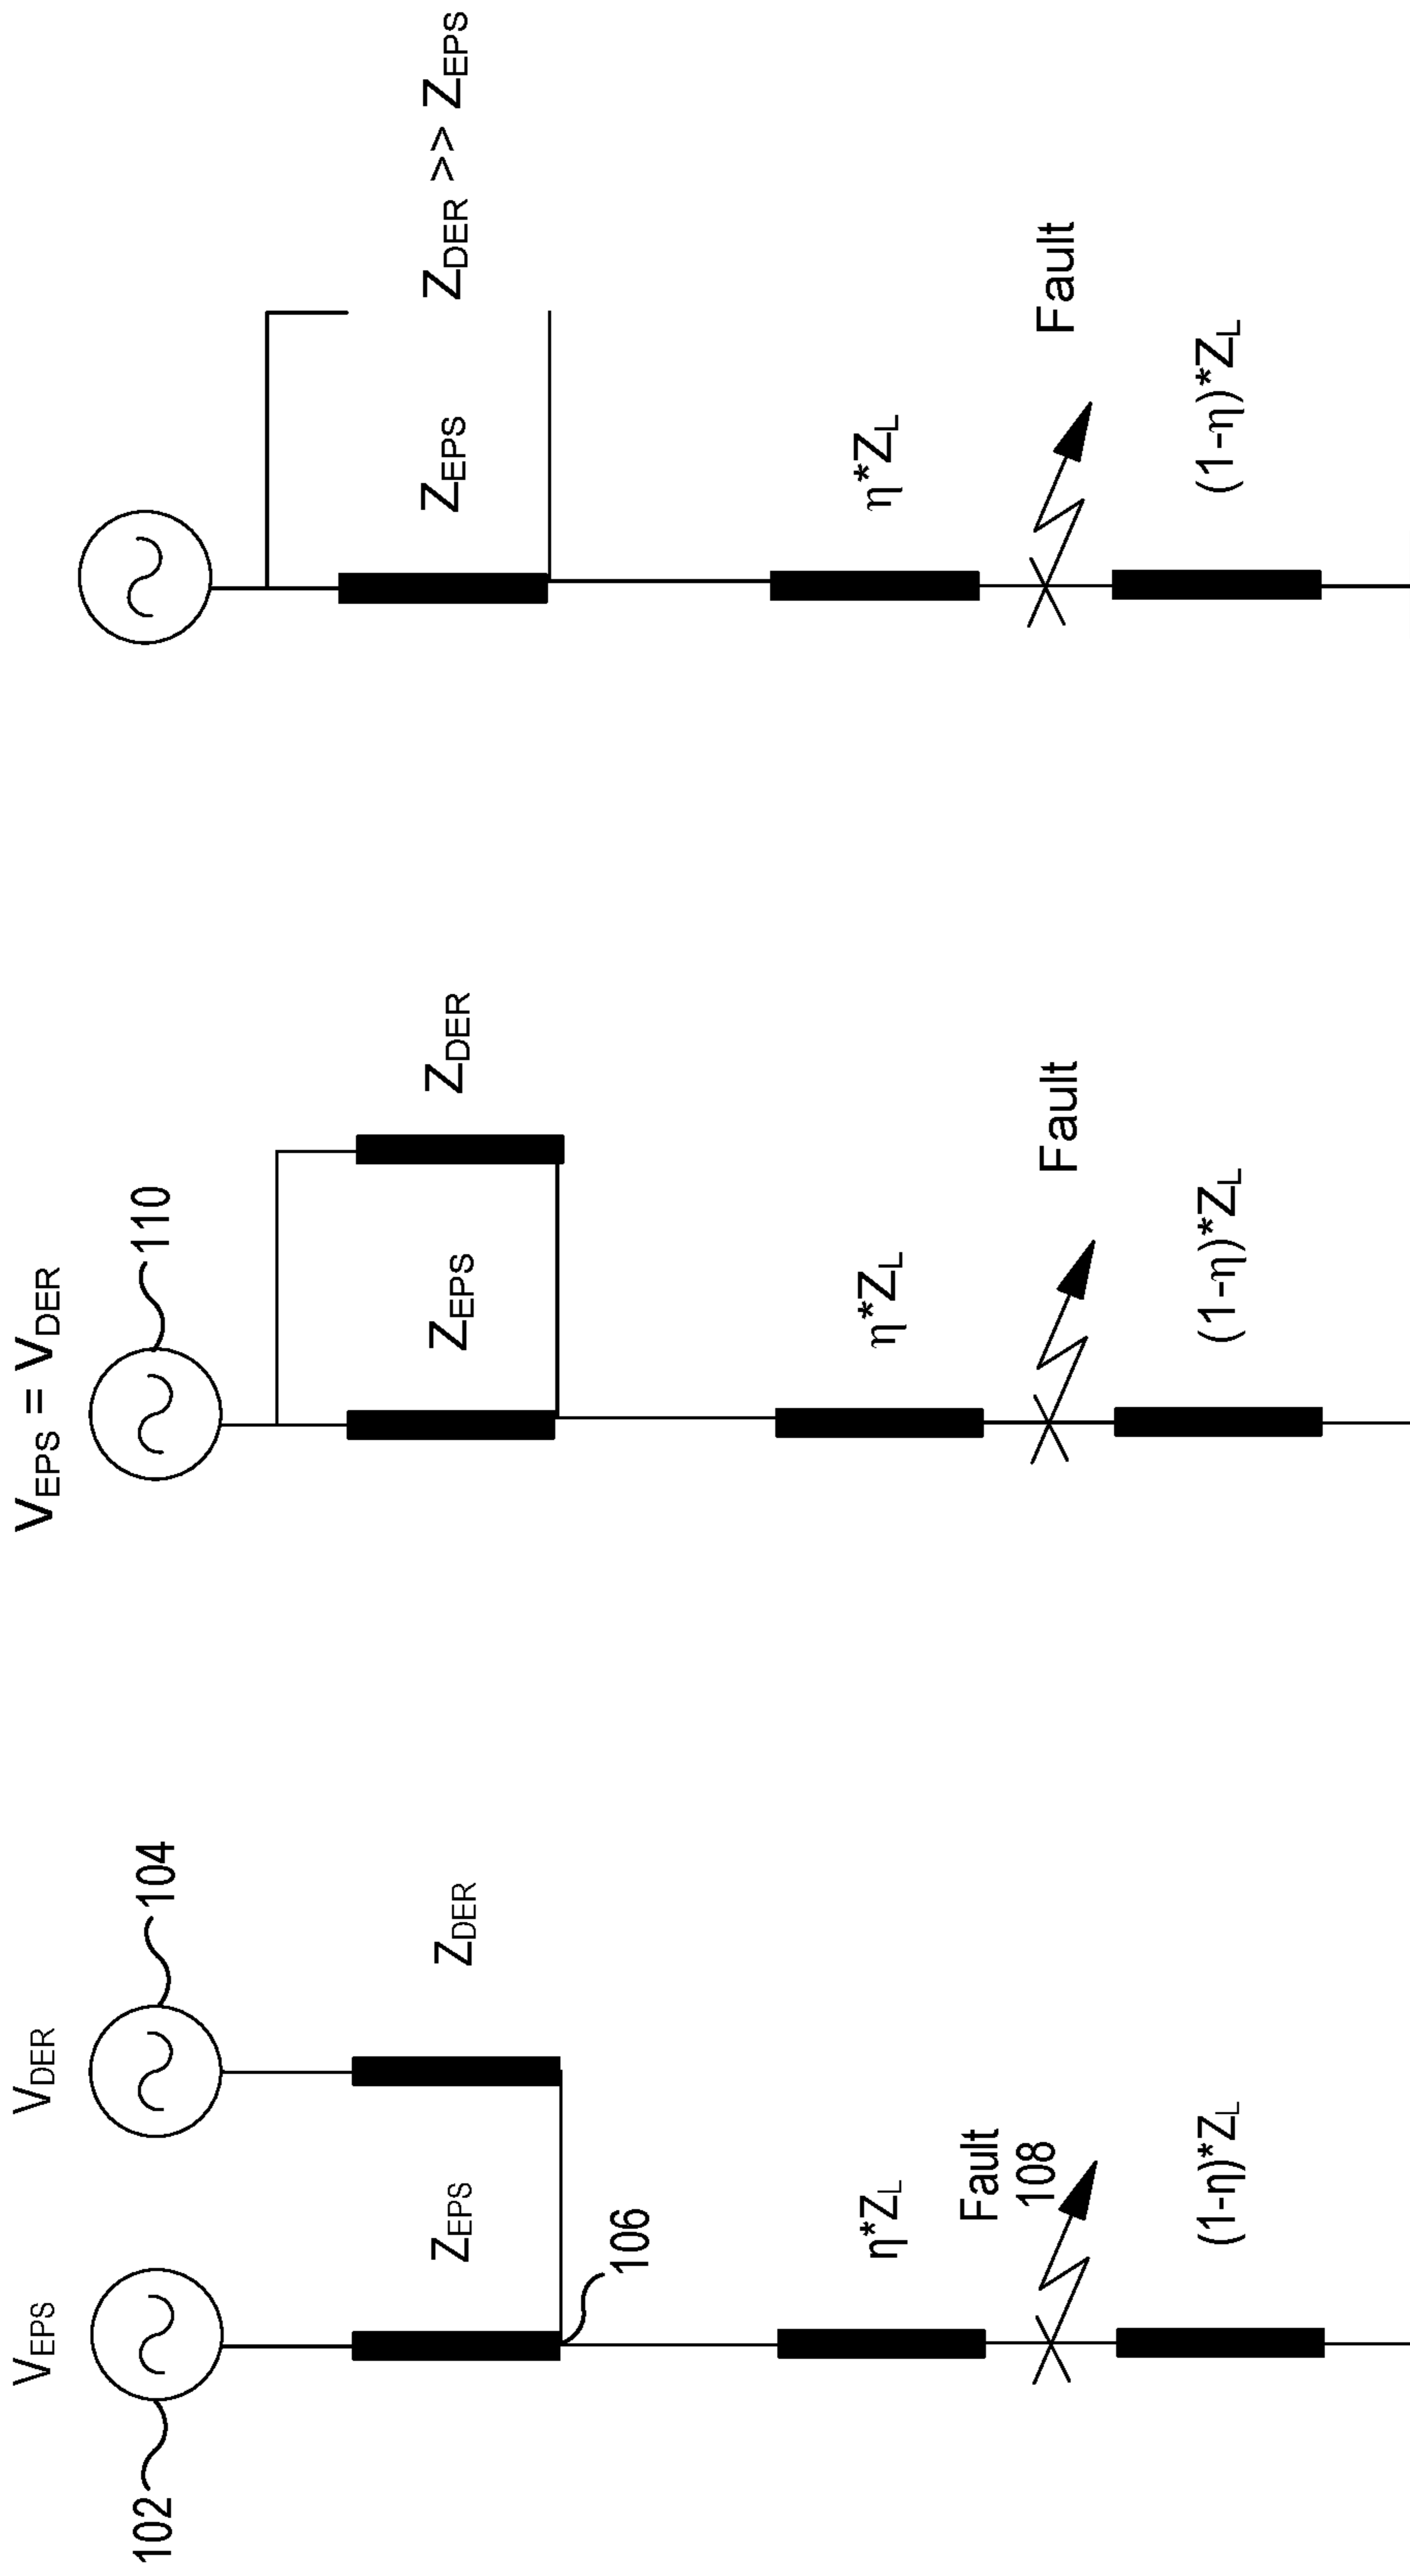 V_EPS
V_DER
102
104
Z_EPS
Z_DER
106
η*Z_L
Fault
108
(1-η)*Z_L
V_EPS = V_DER
110
Z_EPS
Z_DER
η*Z_L
Fault
(1-η)*Z_L
Z_EPS
Z_DER >> Z_EPS
η*Z_L
Fault
(1-η)*Z_L